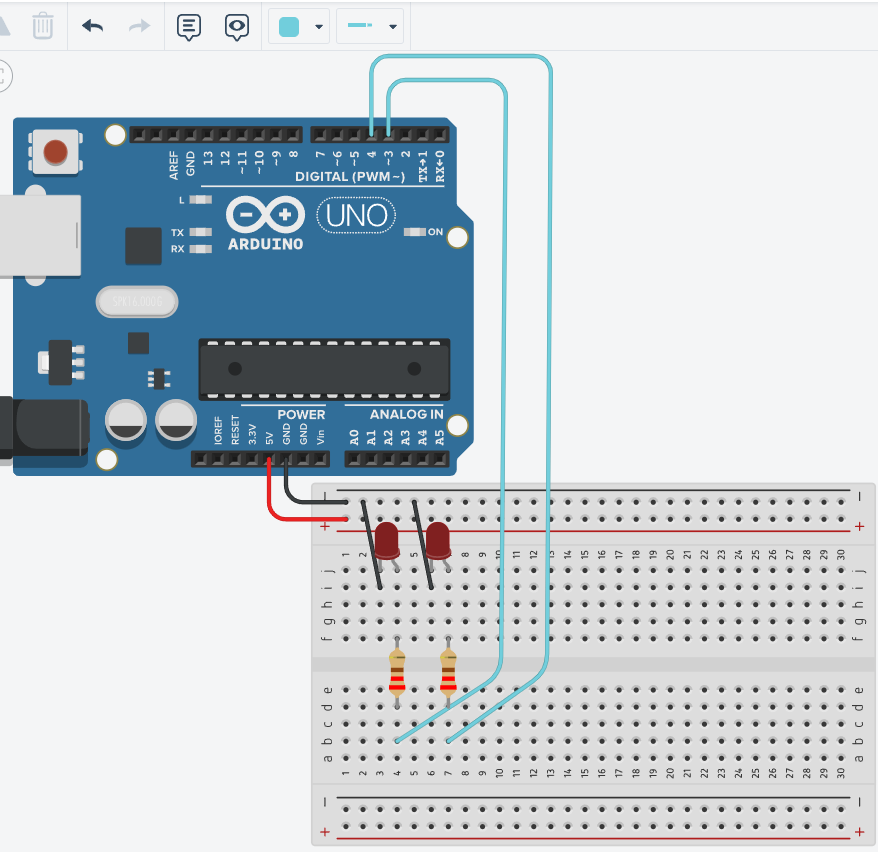 AREF
GND
13
12
~11
~10
~9
8
7
~6
~5
4
~3
2
TX→1
RX←0
DIGITAL (PWM ~)
L
TX
RX
UNO
ARDUINO
ON
POWER
ANALOG IN
IOREF
RESET
3.3V
5V
GND
GND
Vin
A0
A1
A2
A3
A4
A5
1 2 5 8 9 10 11 12 13 14 15 16 17 18 19 20 21 22 23 24 25 26 27 28 29 30
j j
i i
h h
g g
f f
e e
d d
c c
b b
a a
1 2 3 4 5 6 7 8 9 10 11 12 13 14 15 16 17 18 19 20 21 22 23 24 25 26 27 28 29 30